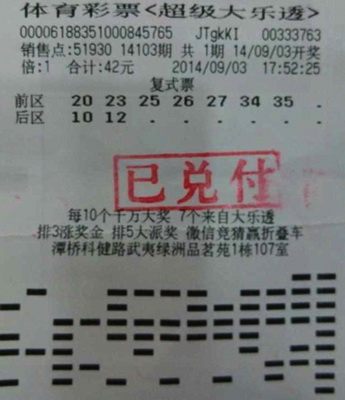 体育彩票<超级大乐透>
000061883510000845765 JTgkKI 00333763
销售点:51930 14103期 共 1期 14/09/03开奖
倍:1 合计:42元 2014/09/03 17:52:25
复式票
前区 20 23 25 26 27 34 35 .
后区 10 12 . . . . . .
已兑付
每10个千万大奖 7个来自大乐透
排3涨奖金 排5大派奖 微信竞猜赢折叠车
潭桥科健路武夷绿洲品茗苑1栋107室